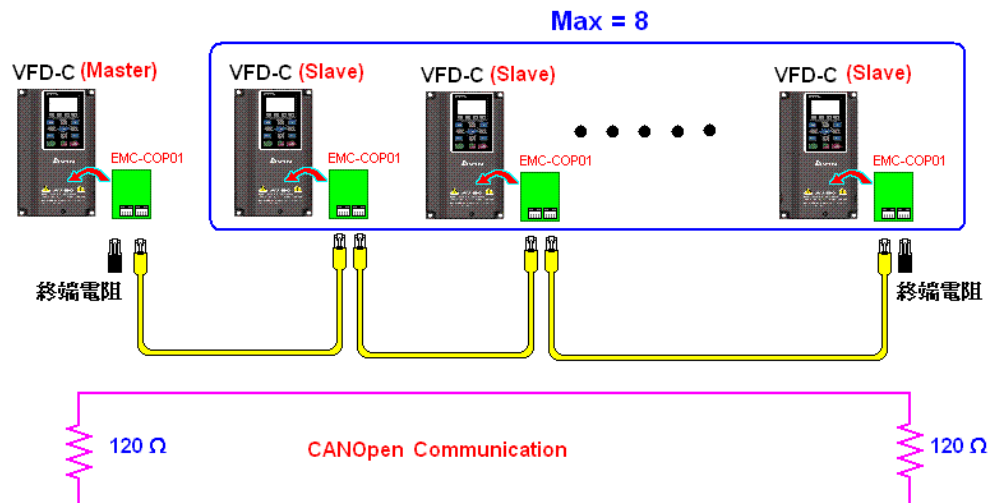 Max = 8
VFD-C (Master)
VFD-C (Slave)
VFD-C (Slave)
VFD-C (Slave)
EMC-COP01
EMC-COP01
EMC-COP01
EMC-COP01
終端電阻
終端電阻
120 Ω
CANOpen Communication
120 Ω